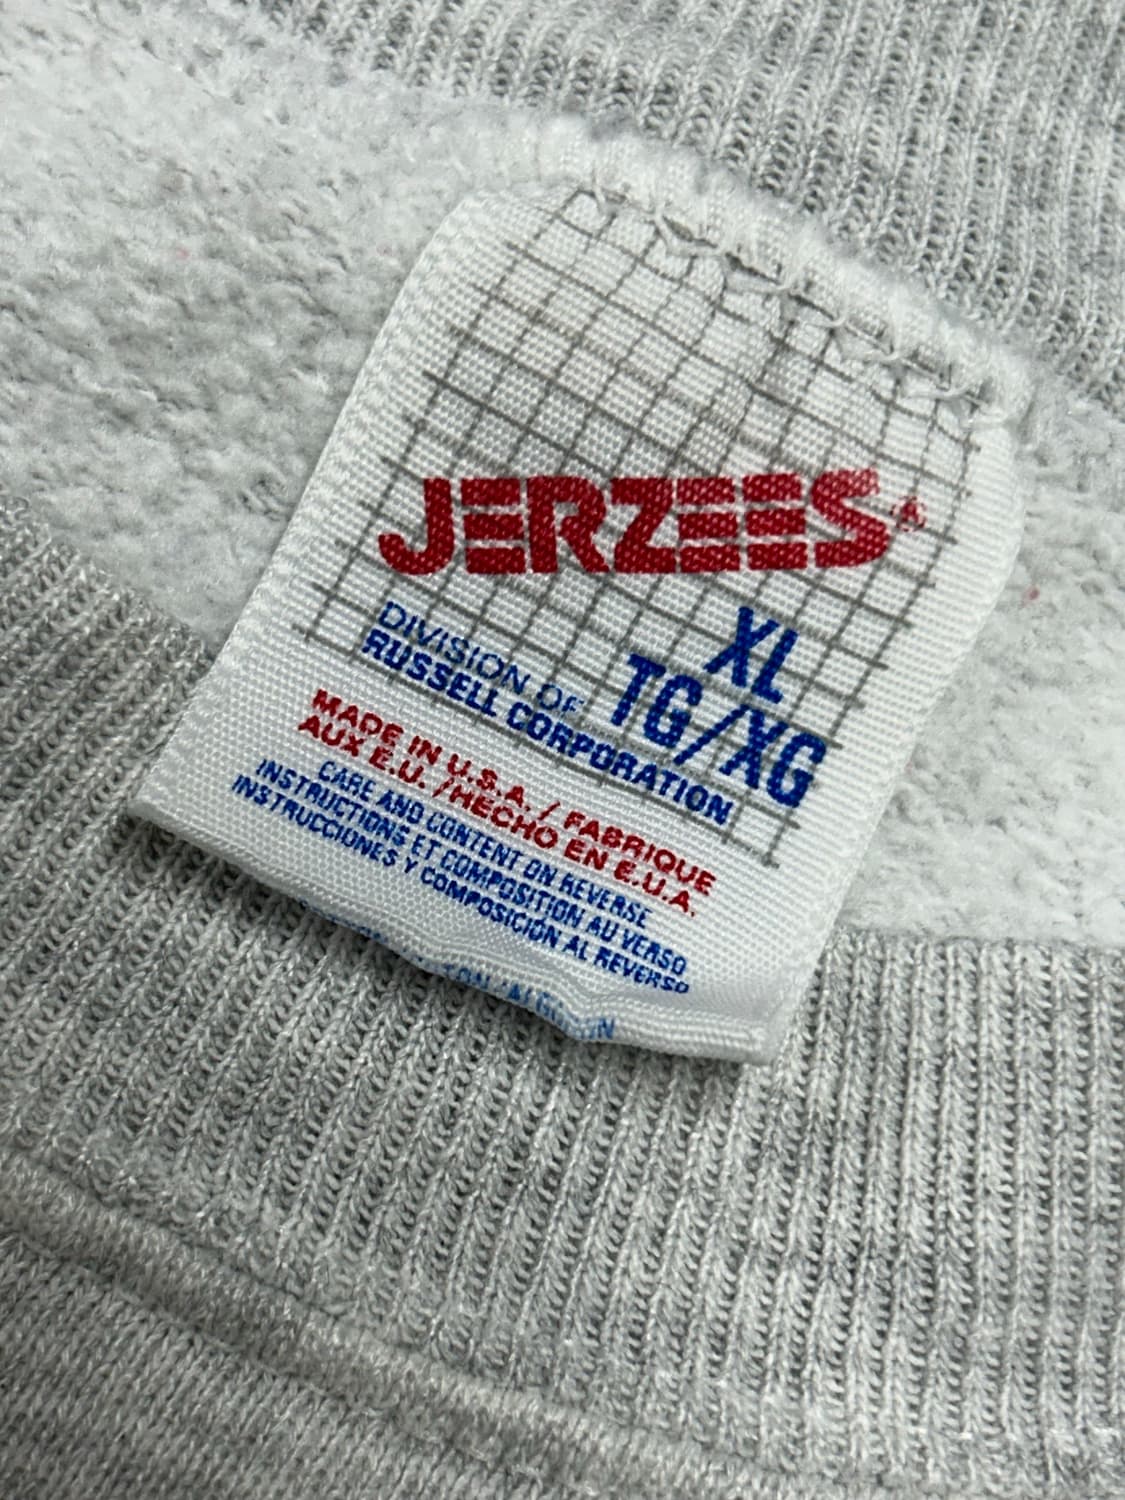 JERZEES®
XL
TG/XG
DIVISION OF
RUSSELL CORPORATION
MADE IN U.S.A. / FABRIQUE
AUX É.U. /HECHO EN E.U.A.
CARE AND CONTENT ON REVERSE
INSTRUCTIONS ET COMPOSITION AU VERSO
INSTRUCCIONES Y COMPOSICIÓN AL REVERSO